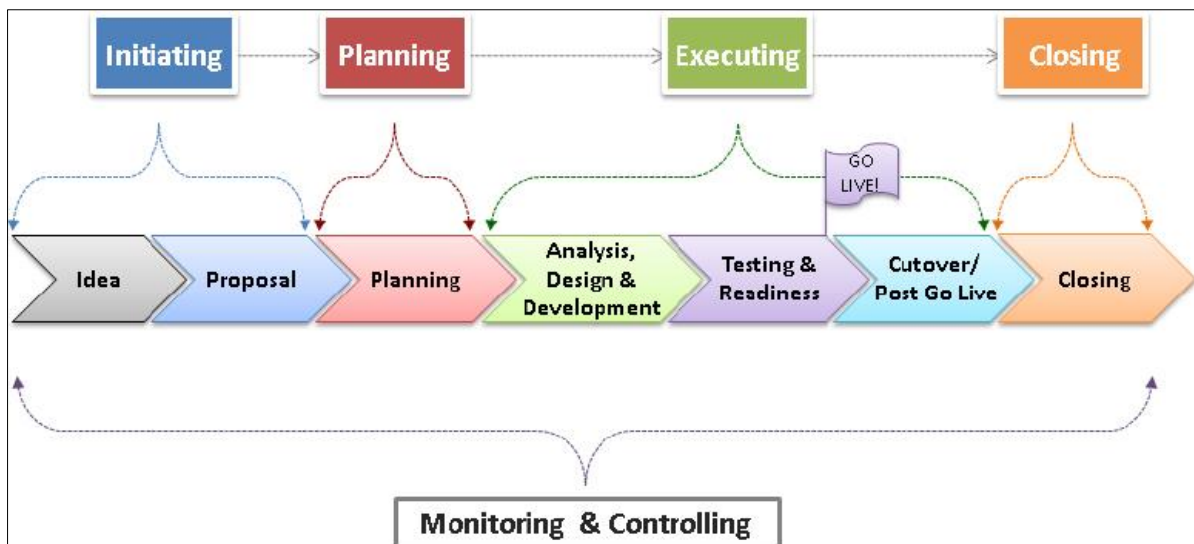 Initiating
Planning
Executing
Closing
GO
LIVE!
Idea
Proposal
Planning
Analysis,
Design &
Development
Testing &
Readiness
Cutover/
Post Go Live
Closing
Monitoring & Controlling